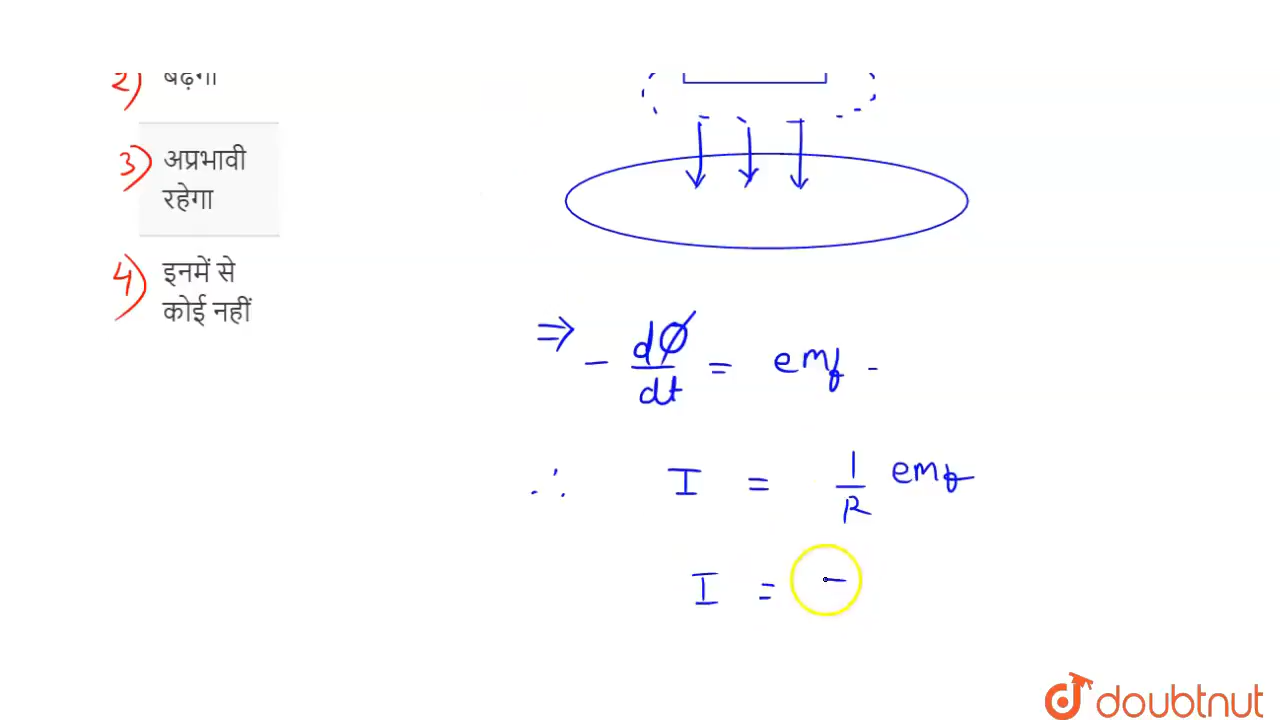 2) बढ़ेगा
3) अप्रभावी
रहेगा
4) इनमें से
कोई नहीं
⇒ - dφ/dt = emf -
∴ I = 1/R emf
I = -
doubtnut